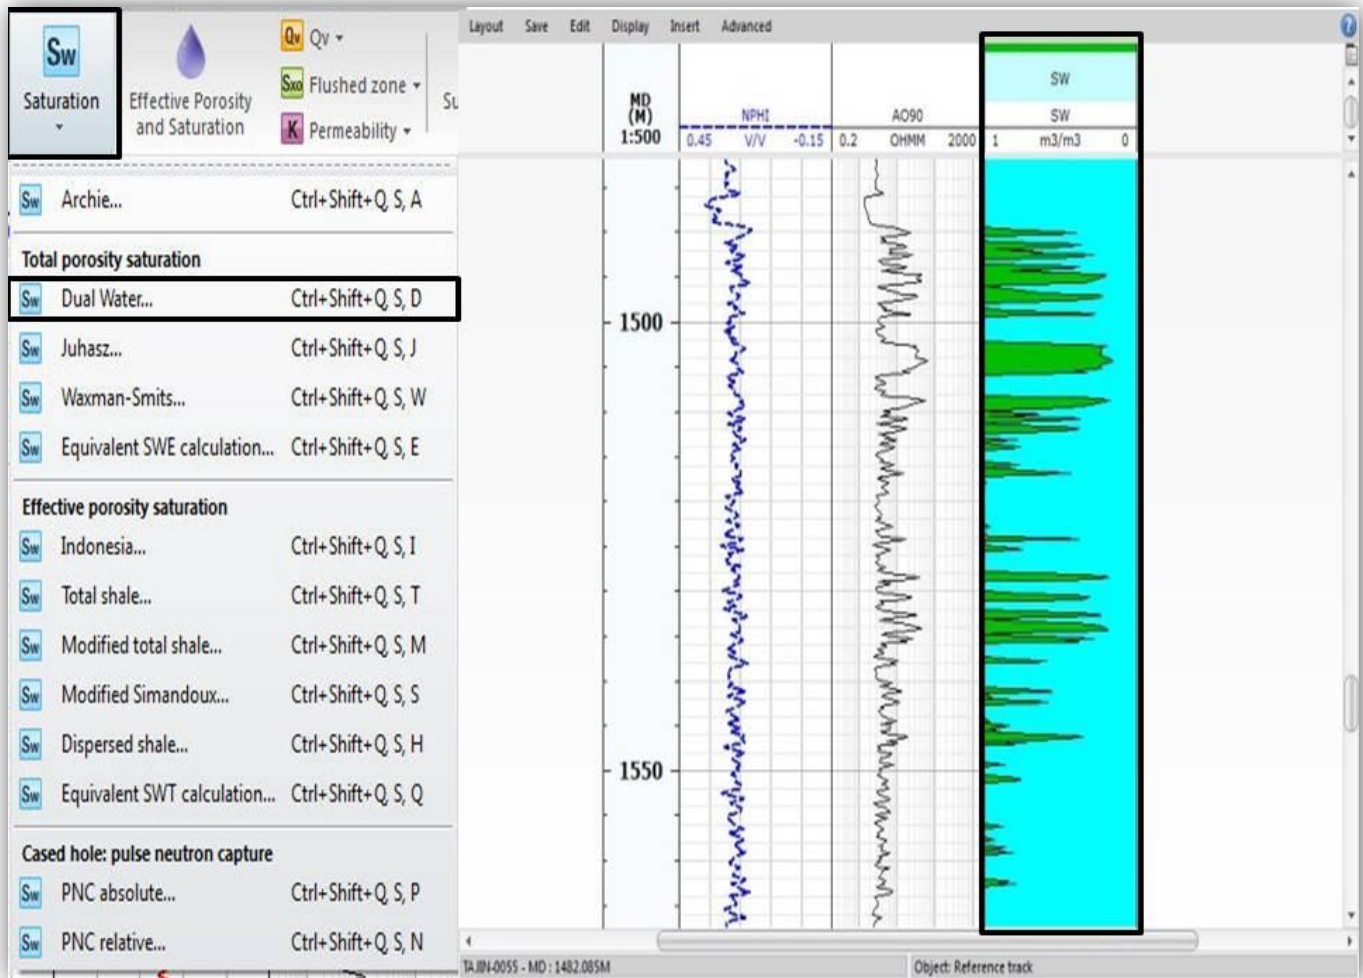 Sw
Saturation
Effective Porosity
and Saturation
Qv Qv
Sxo Flushed zone
K Permeability
Su
Sw Archie... Ctrl+Shift+Q, S, A
Total porosity saturation
Sw Dual Water... Ctrl+Shift+Q, S, D
Sw Juhasz... Ctrl+Shift+Q, S, J
Sw Waxman-Smits... Ctrl+Shift+Q, S, W
Sw Equivalent SWE calculation... Ctrl+Shift+Q, S, E
Effective porosity saturation
Sw Indonesia... Ctrl+Shift+Q, S, I
Sw Total shale... Ctrl+Shift+Q, S, T
Sw Modified total shale... Ctrl+Shift+Q, S, M
Sw Modified Simandoux... Ctrl+Shift+Q, S, S
Sw Dispersed shale... Ctrl+Shift+Q, S, H
Sw Equivalent SWT calculation... Ctrl+Shift+Q, S, Q
Cased hole: pulse neutron capture
Sw PNC absolute... Ctrl+Shift+Q, S, P
Sw PNC relative... Ctrl+Shift+Q, S, N
Layout Save Edit Display Insert Advanced
?
SW
MD
(M)
1:500
NPHI
0.45 V/V -0.15
AO90
0.2 OHMM 2000
SW
1 m3/m3 0
1500
1550
TAJIN-0055 - MD : 1482.085M Object: Reference track